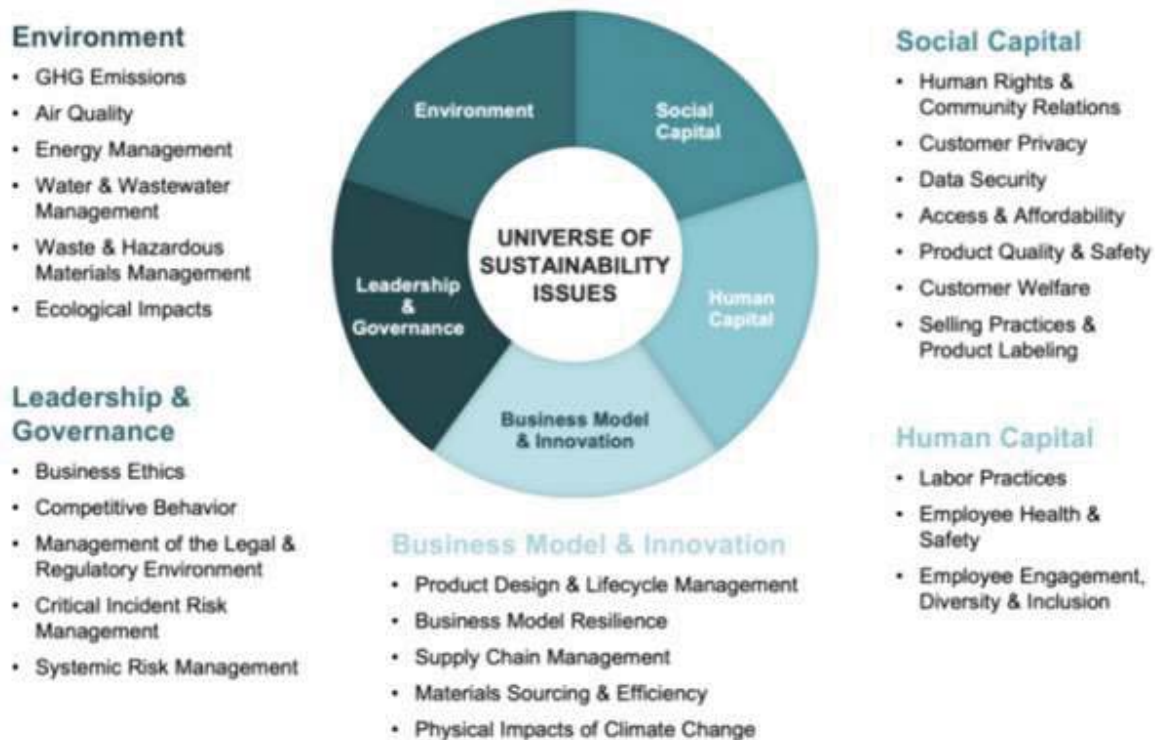 Environment
• GHG Emissions
• Air Quality
• Energy Management
• Water & Wastewater
Management
• Waste & Hazardous
Materials Management
• Ecological Impacts
Leadership &
Governance
• Business Ethics
• Competitive Behavior
• Management of the Legal &
Regulatory Environment
• Critical Incident Risk
Management
• Systemic Risk Management
Environment
Social
Capital
Human
Capital
Business Model
& Innovation
Leadership
&
Governance
UNIVERSE OF
SUSTAINABILITY
ISSUES
Business Model & Innovation
• Product Design & Lifecycle Management
• Business Model Resilience
• Supply Chain Management
• Materials Sourcing & Efficiency
• Physical Impacts of Climate Change
Social Capital
• Human Rights &
Community Relations
• Customer Privacy
• Data Security
• Access & Affordability
• Product Quality & Safety
• Customer Welfare
• Selling Practices &
Product Labeling
Human Capital
• Labor Practices
• Employee Health &
Safety
• Employee Engagement,
Diversity & Inclusion